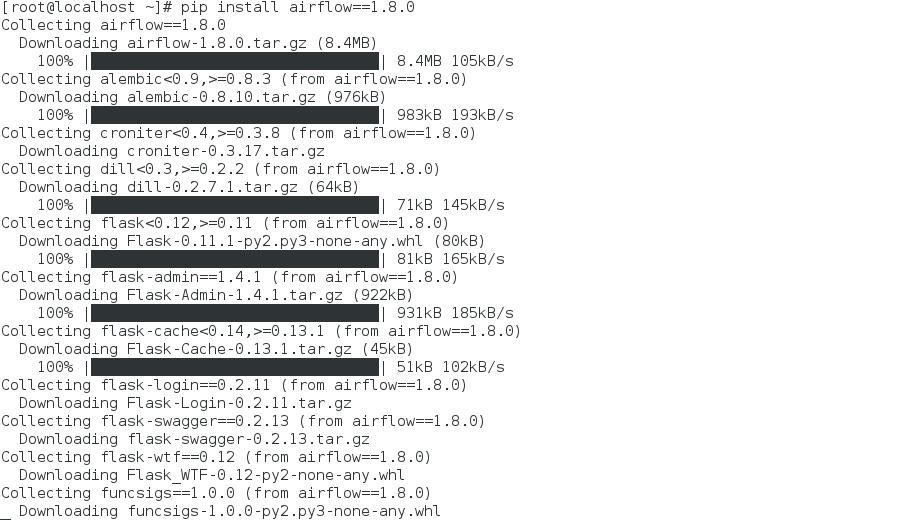 [root@localhost ~]# pip install airflow==1.8.0
Collecting airflow==1.8.0
  Downloading airflow-1.8.0.tar.gz (8.4MB)
    100% |████████████████████████████████| 8.4MB 105kB/s
Collecting alembic<0.9,>=0.8.3 (from airflow==1.8.0)
  Downloading alembic-0.8.10.tar.gz (976kB)
    100% |████████████████████████████████| 983kB 193kB/s
Collecting croniter<0.4,>=0.3.8 (from airflow==1.8.0)
  Downloading croniter-0.3.17.tar.gz
Collecting dill<0.3,>=0.2.2 (from airflow==1.8.0)
  Downloading dill-0.2.7.1.tar.gz (64kB)
    100% |████████████████████████████████| 71kB 145kB/s
Collecting flask<0.12,>=0.11 (from airflow==1.8.0)
  Downloading Flask-0.11.1-py2.py3-none-any.whl (80kB)
    100% |████████████████████████████████| 81kB 165kB/s
Collecting flask-admin==1.4.1 (from airflow==1.8.0)
  Downloading Flask-Admin-1.4.1.tar.gz (922kB)
    100% |████████████████████████████████| 931kB 185kB/s
Collecting flask-cache<0.14,>=0.13.1 (from airflow==1.8.0)
  Downloading Flask-Cache-0.13.1.tar.gz (45kB)
    100% |████████████████████████████████| 51kB 102kB/s
Collecting flask-login==0.2.11 (from airflow==1.8.0)
  Downloading Flask-Login-0.2.11.tar.gz
Collecting flask-swagger==0.2.13 (from airflow==1.8.0)
  Downloading flask-swagger-0.2.13.tar.gz
Collecting flask-wtf==0.12 (from airflow==1.8.0)
  Downloading Flask_WTF-0.12-py2-none-any.whl
Collecting funcsigs==1.0.0 (from airflow==1.8.0)
_ Downloading funcsigs-1.0.0-py2.py3-none-any.whl